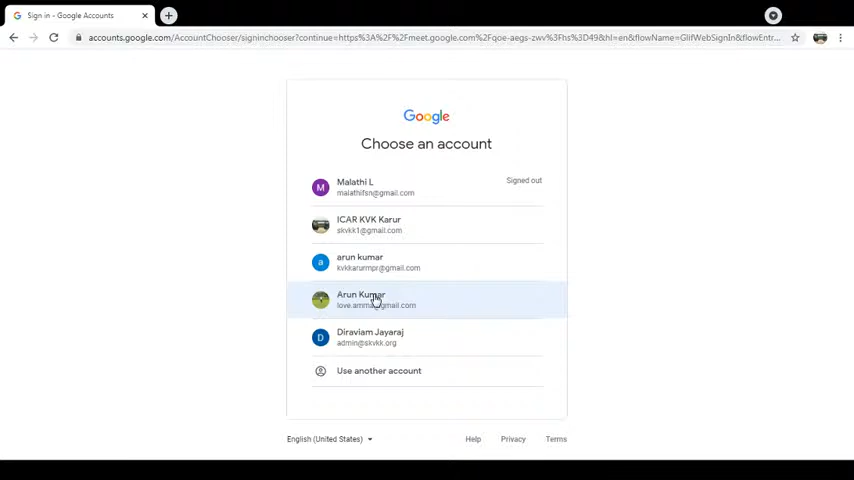 Sign in - Google Accounts
accounts.google.com/AccountChooser/signinchooser?continue=https%3A%2F%2Fmeet.google.com%2Fqoe-aegs-zwv%3Fhs%3D49&hl=en&flowName=GlifWebSignIn&flowEntr...
Google
Choose an account
M
Malathi L
Signed out
malathifsn@gmail.com
ICAR KVK Karur
skvkk1@gmail.com
a
arun kumar
kvkkarurmpr@gmail.com
Arun Kumar
D
Diraviam Jayaraj
admin@skvkk.org
Use another account
English (United States)
Help
Privacy
Terms